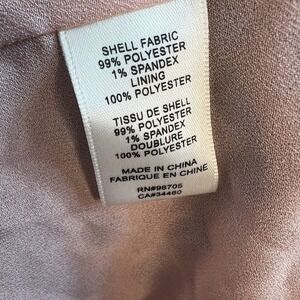 SHELL FABRIC
99% POLYESTER
1% SPANDEX
LINING
100% POLYESTER
TISSU DE SHELL
99% POLYESTER
1% SPANDEX
DOUBLURE
100% POLYESTER
MADE IN CHINA
FABRIQUE EN CHINE
RN#96705
CA#34460